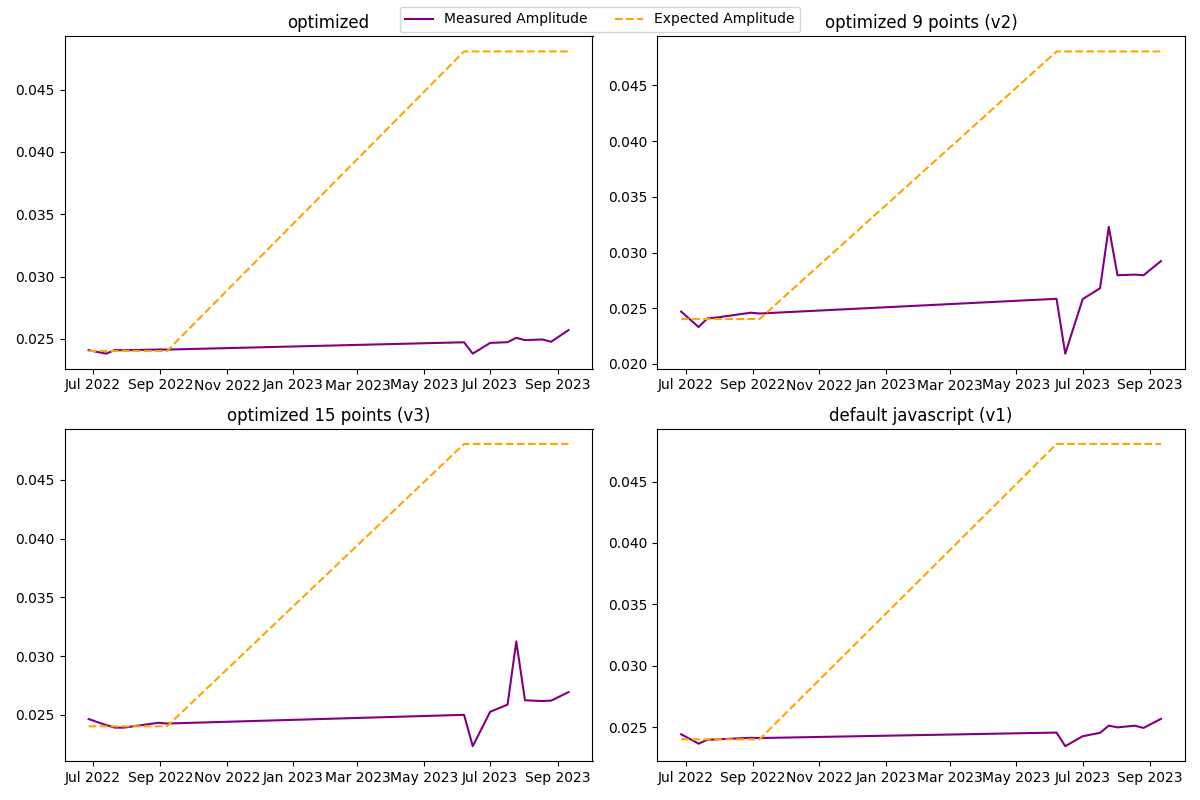 Measured Amplitude Expected Amplitude
optimized
0.045
0.040
0.035
0.030
0.025
Jul 2022 Sep 2022 Nov 2022 Jan 2023 Mar 2023 May 2023 Jul 2023 Sep 2023
optimized 9 points (v2)
0.045
0.040
0.035
0.030
0.025
0.020
Jul 2022 Sep 2022 Nov 2022 Jan 2023 Mar 2023 May 2023 Jul 2023 Sep 2023
optimized 15 points (v3)
0.045
0.040
0.035
0.030
0.025
Jul 2022 Sep 2022 Nov 2022 Jan 2023 Mar 2023 May 2023 Jul 2023 Sep 2023
default javascript (v1)
0.045
0.040
0.035
0.030
0.025
Jul 2022 Sep 2022 Nov 2022 Jan 2023 Mar 2023 May 2023 Jul 2023 Sep 2023